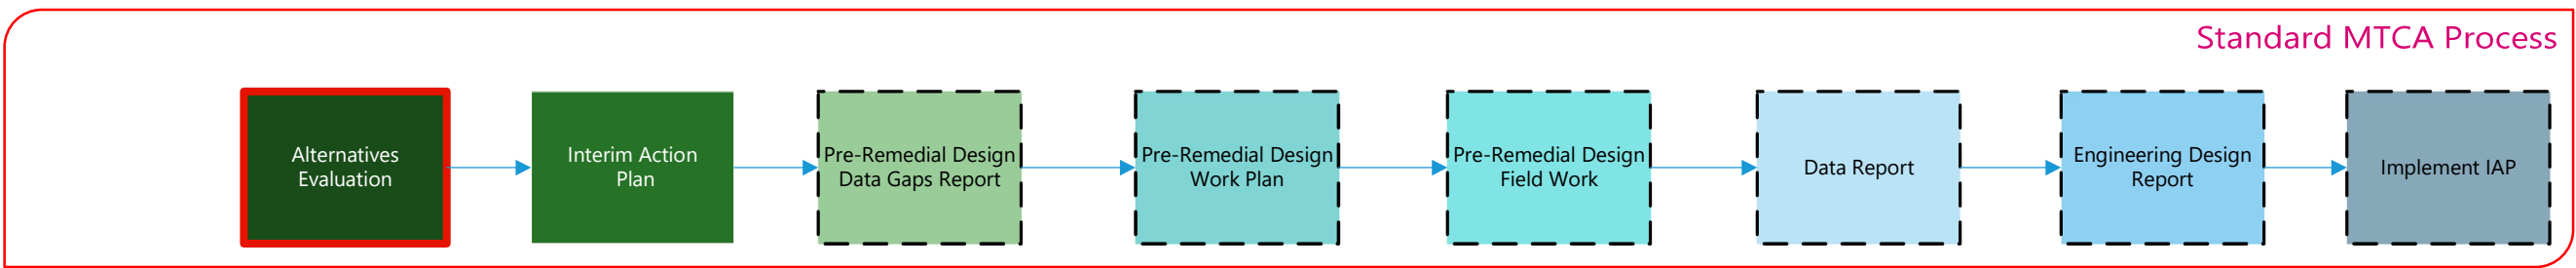 Standard MTCA Process
Alternatives
Evaluation
Interim Action
Plan
Pre-Remedial Design
Data Gaps Report
Pre-Remedial Design
Work Plan
Pre-Remedial Design
Field Work
Data Report
Engineering Design
Report
Implement IAP